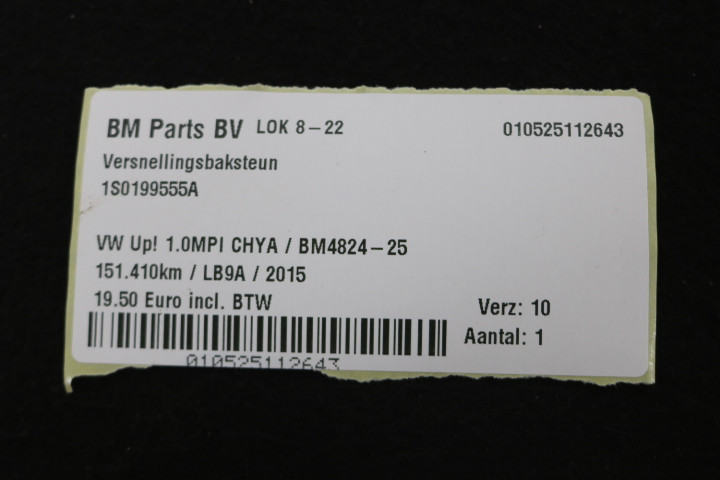 BM Parts BV LOK 8-22 010525112643
Versnellingsbaksteun
1S0199555A
VW Up! 1.0MPI CHYA / BM4824-25
151.410km / LB9A / 2015
19.50 Euro incl. BTW
Verz: 10
Aantal: 1
010525112643